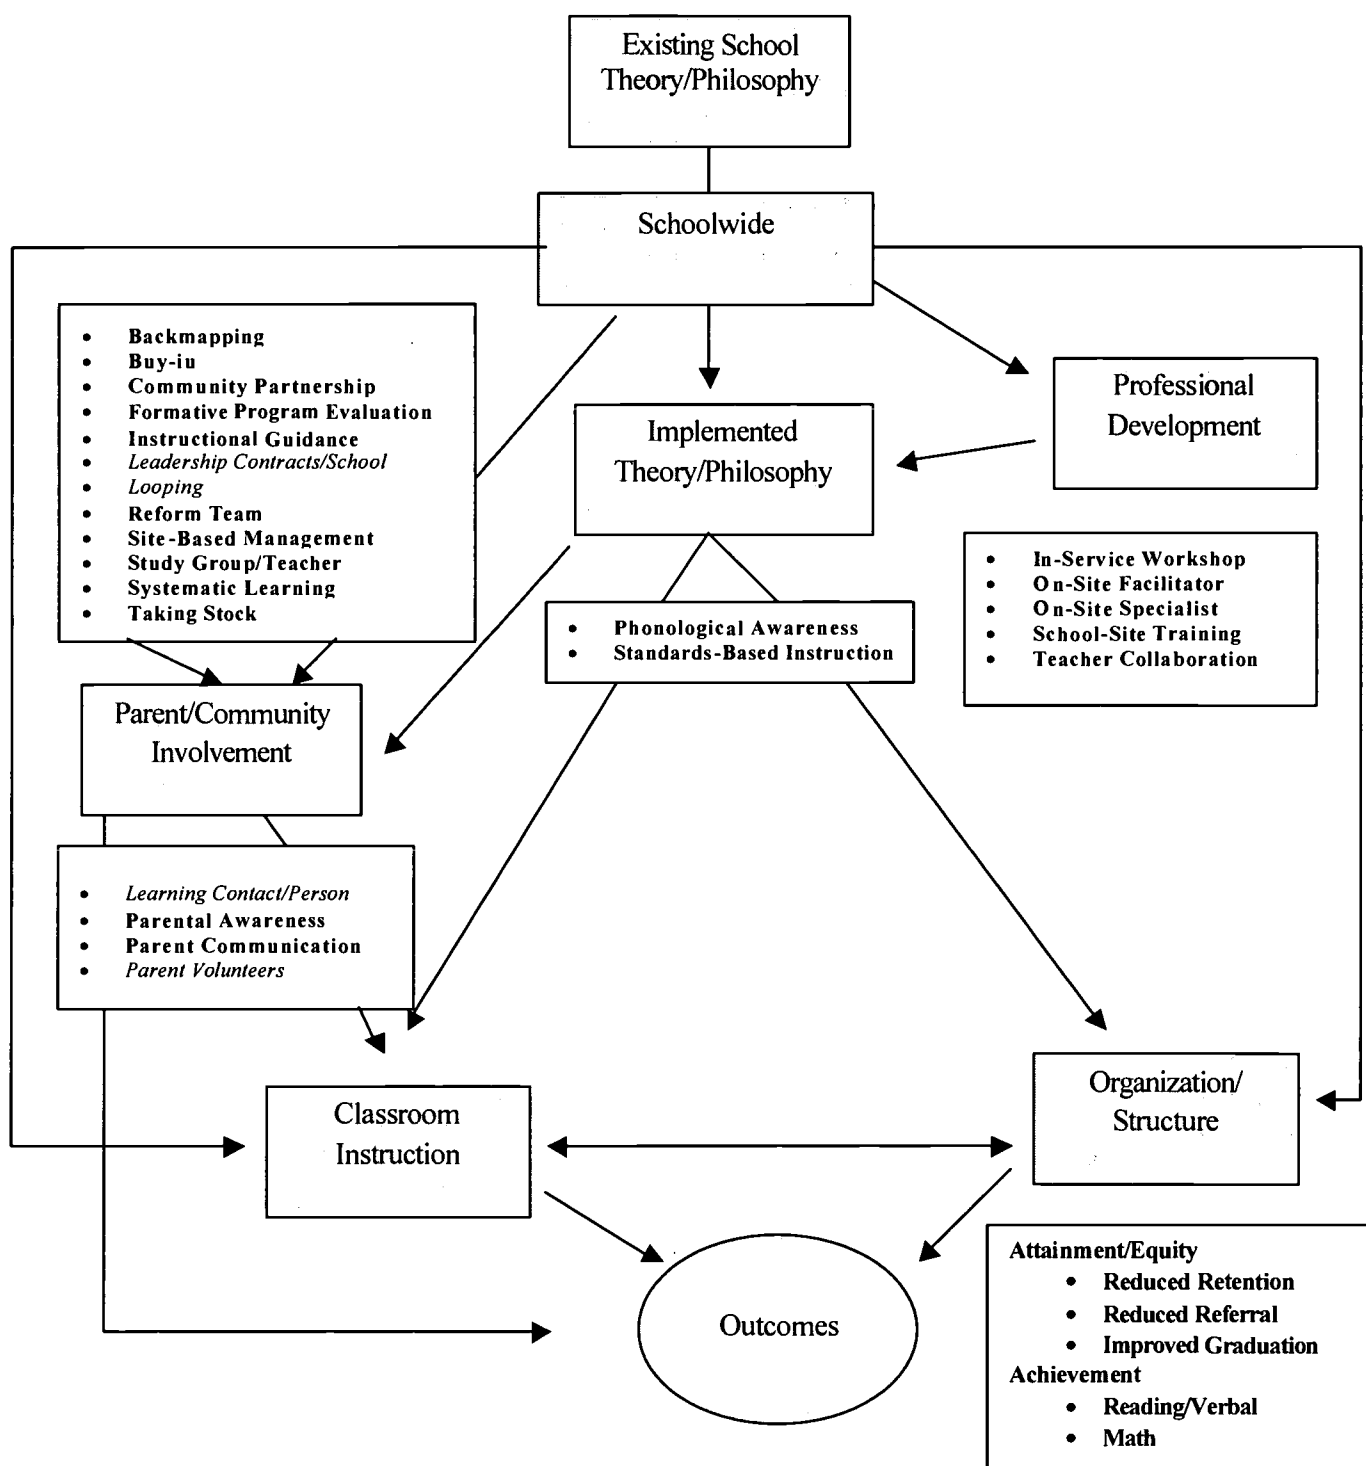 Existing School
Theory/Philosophy
Schoolwide
• Backmapping
• Buy-iu
• Community Partnership
• Formative Program Evaluation
• Instructional Guidance
• Leadership Contracts/School
• Looping
• Reform Team
• Site-Based Management
• Study Group/Teacher
• Systematic Learning
• Taking Stock
Implemented
Theory/Philosophy
Professional
Development
• In-Service Workshop
• On-Site Facilitator
• On-Site Specialist
• School-Site Training
• Teacher Collaboration
• Phonological Awareness
• Standards-Based Instruction
Parent/Community
Involvement
• Learning Contact/Person
• Parental Awareness
• Parent Communication
• Parent Volunteers
Classroom
Instruction
Organization/
Structure
Outcomes
Attainment/Equity
• Reduced Retention
• Reduced Referral
• Improved Graduation
Achievement
• Reading/Verbal
• Math